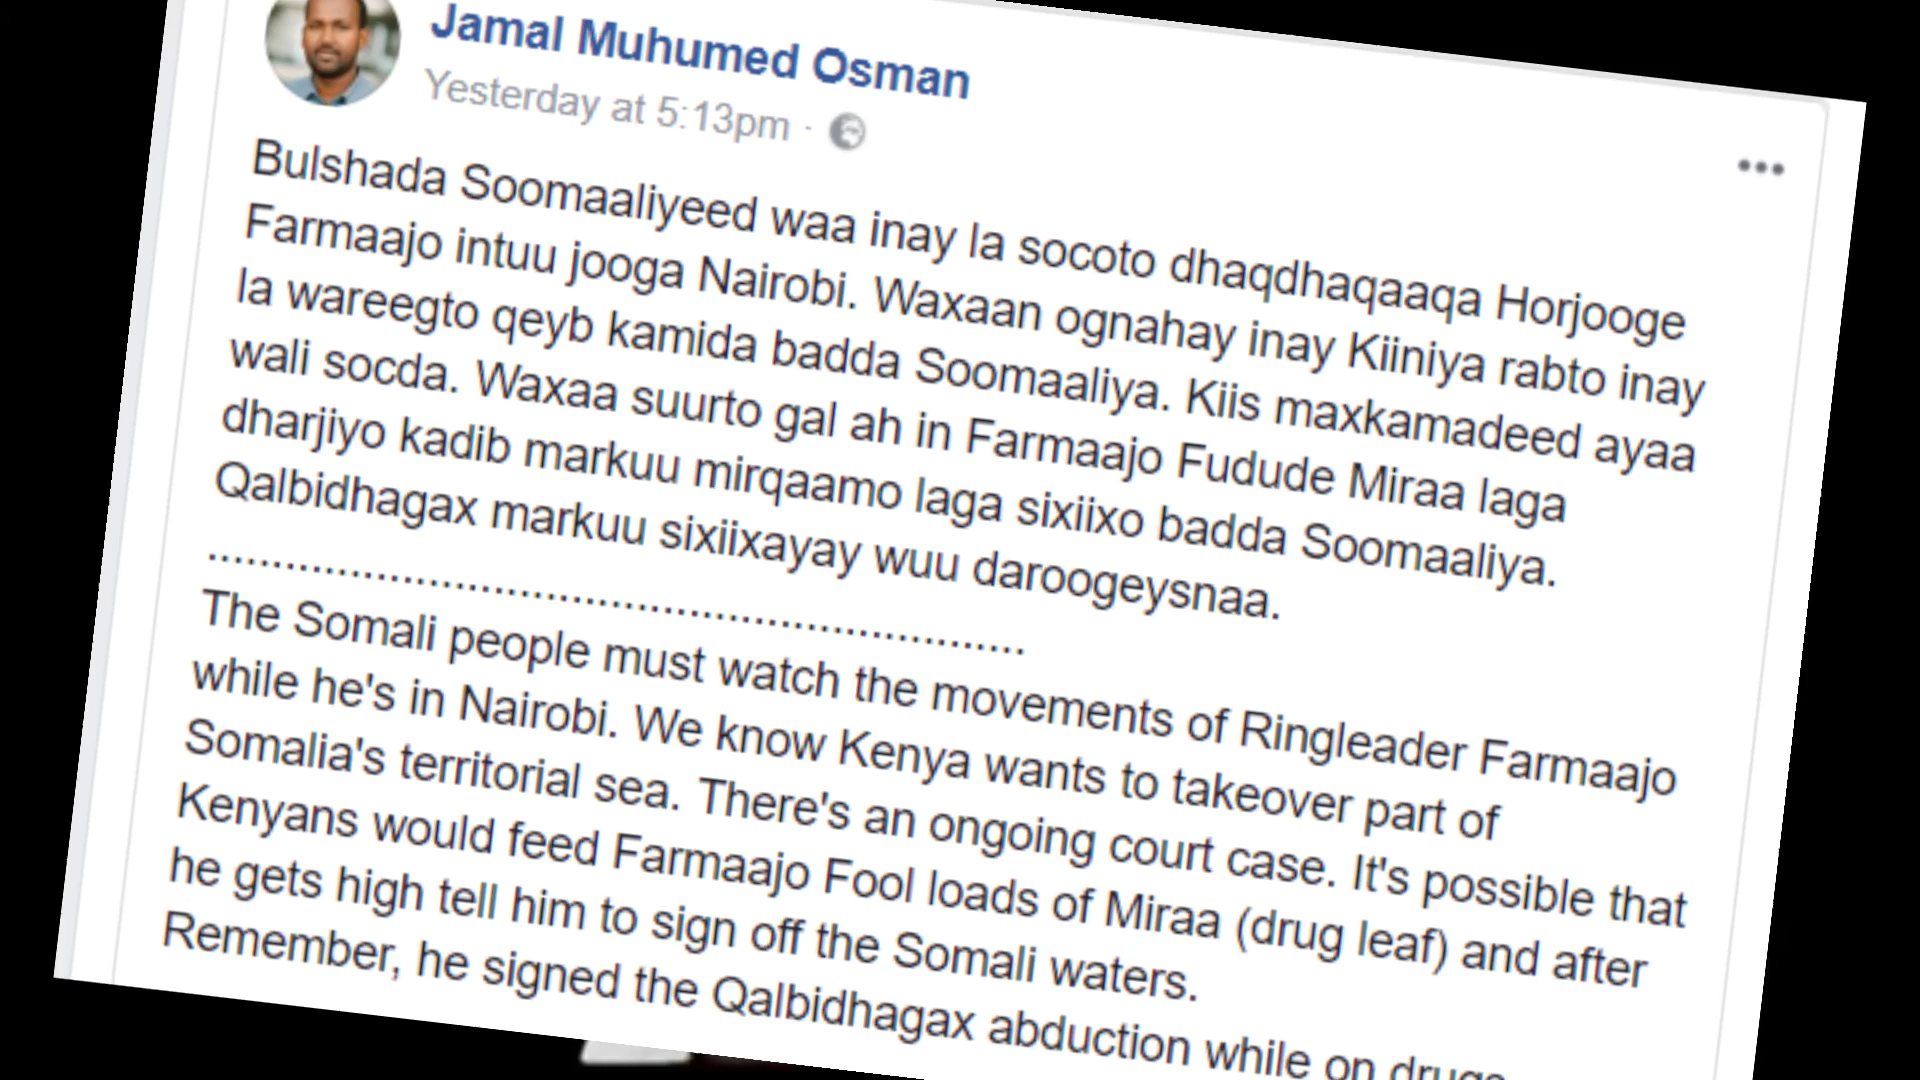 Jamal Muhumed Osman
Yesterday at 5:13pm ·
Bulshada Soomaaliyeed waa inay la socoto dhaqdhaqaaqa Horjooge
Farmaajo intuu jooga Nairobi. Waxaan ognahay inay Kiiniya rabto inay
la wareegto qeyb kamida badda Soomaaliya. Kiis maxkamadeed ayaa
wali socda. Waxaa suurto gal ah in Farmaajo Fudude Miraa laga
dharjiyo kadib markuu mirqaamo laga sixiixo badda Soomaaliya.
Qalbidhagax markuu sixiixayay wuu daroogeysnaa.
...............................................................
The Somali people must watch the movements of Ringleader Farmaajo
while he's in Nairobi. We know Kenya wants to takeover part of
Somalia's territorial sea. There's an ongoing court case. It's possible that
Kenyans would feed Farmaajo Fool loads of Miraa (drug leaf) and after
he gets high tell him to sign off the Somali waters.
Remember, he signed the Qalbidhagax abduction while on drugs